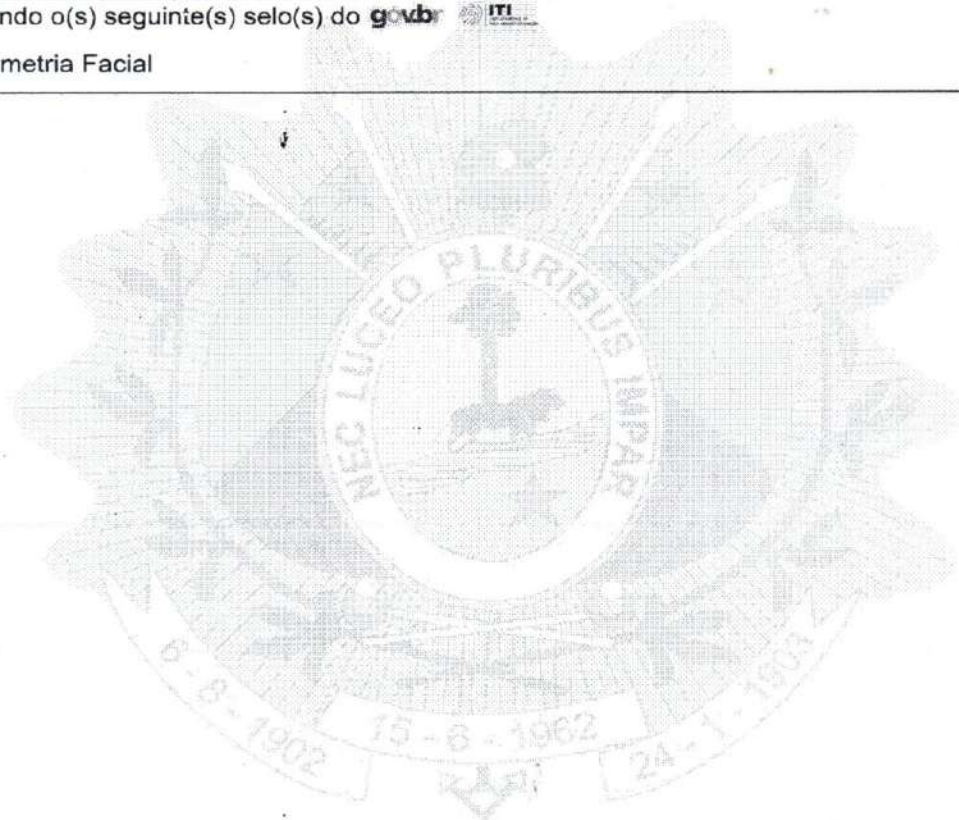 ndo o(s) seguinte(s) selo(s) do gov.br ITI
metria Facial
NEC LUCEO PLURIBUS IMPAR
6 - 8 - 1902
15 - 6 - 1962
24 - 1 - 1903